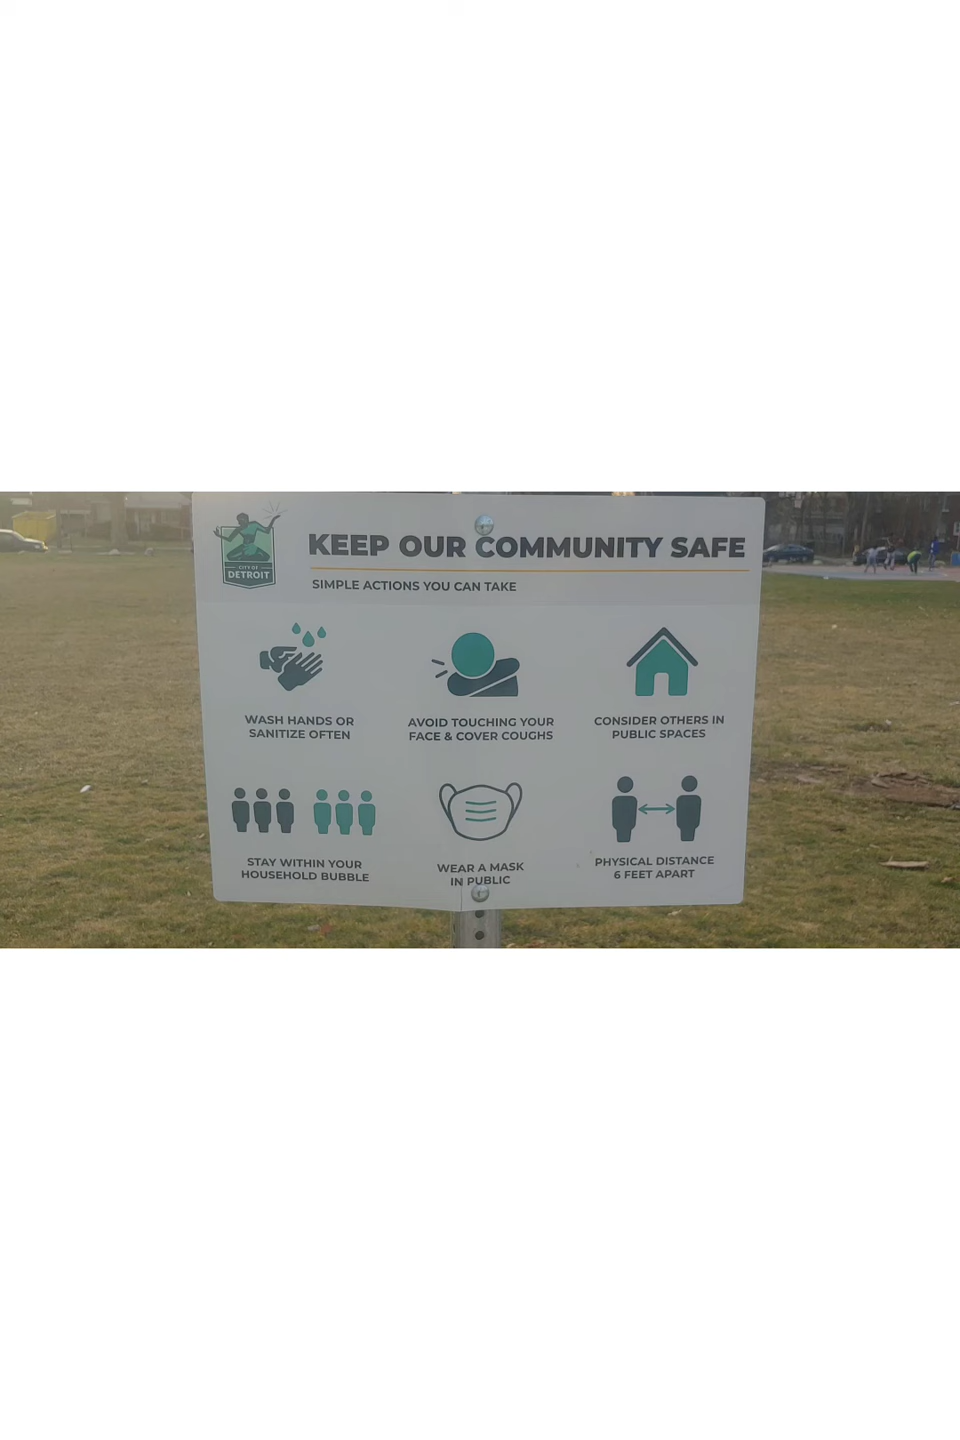 CITY OF
DETROIT
KEEP OUR COMMUNITY SAFE
SIMPLE ACTIONS YOU CAN TAKE
WASH HANDS OR
SANITIZE OFTEN
AVOID TOUCHING YOUR
FACE & COVER COUGHS
CONSIDER OTHERS IN
PUBLIC SPACES
STAY WITHIN YOUR
HOUSEHOLD BUBBLE
WEAR A MASK
IN PUBLIC
PHYSICAL DISTANCE
6 FEET APART